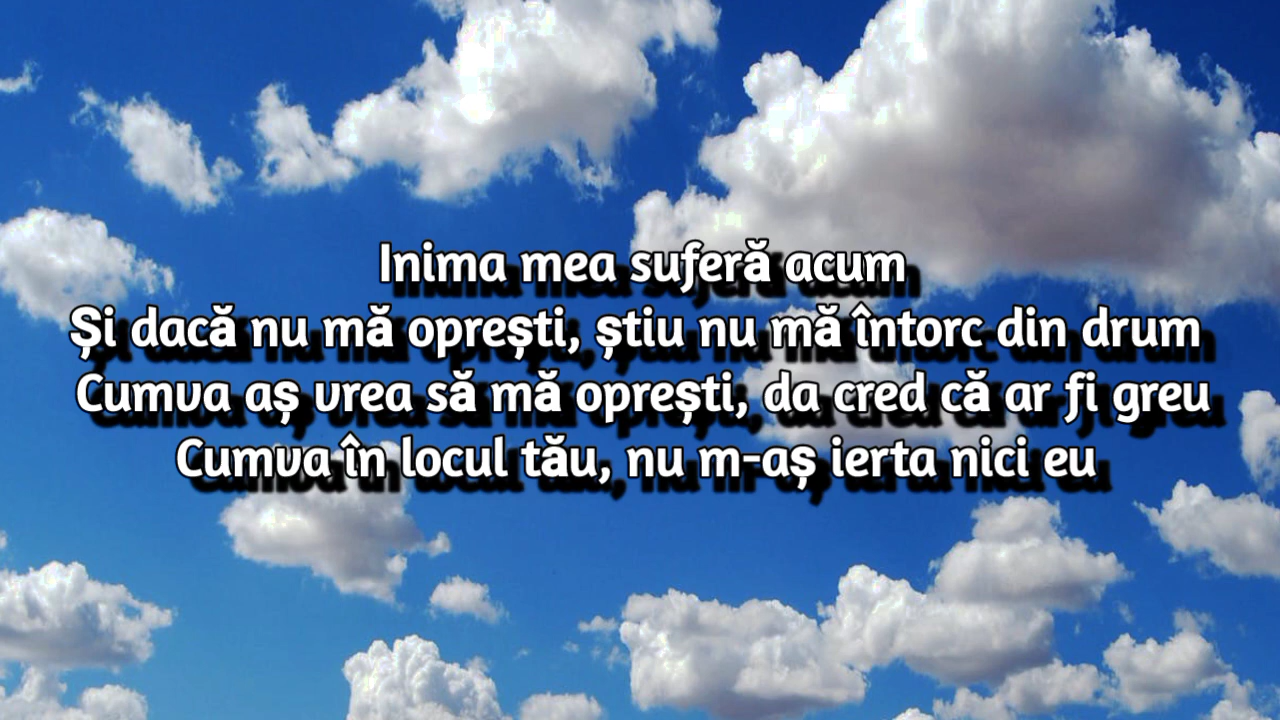 Inima mea suferă acum
Și dacă nu mă oprești, știu nu mă întorc din drum
Cumva aș vrea să mă oprești, da cred că ar fi greu
Cumva în locul tău, nu m-aș ierta nici eu